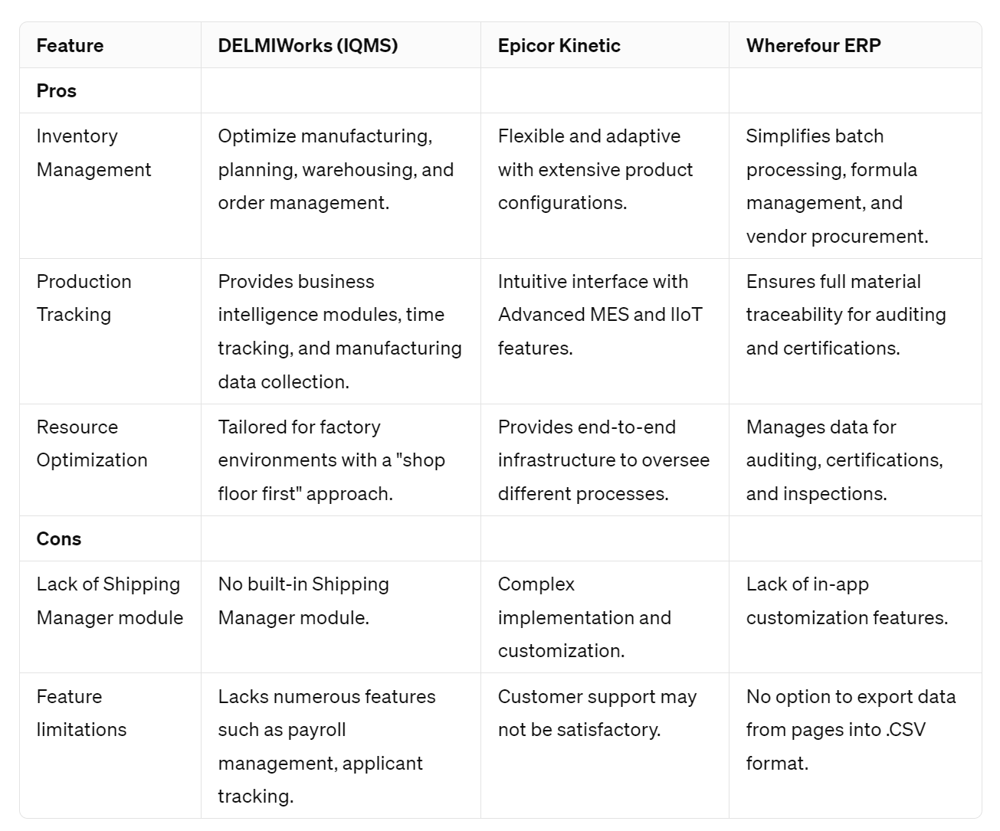 Feature
DELMIWorks (IQMS)
Epicor Kinetic
Wherefour ERP
Pros
Inventory
Management
Optimize manufacturing,
planning, warehousing, and
order management.
Flexible and adaptive
with extensive product
configurations.
Simplifies batch
processing, formula
management, and
vendor procurement.
Production
Tracking
Provides business
intelligence modules, time
tracking, and manufacturing
data collection.
Intuitive interface with
Advanced MES and IIoT
features.
Ensures full material
traceability for auditing
and certifications.
Resource
Optimization
Tailored for factory
environments with a "shop
floor first" approach.
Provides end-to-end
infrastructure to oversee
different processes.
Manages data for
auditing, certifications,
and inspections.
Cons
Lack of Shipping
Manager module
No built-in Shipping
Manager module.
Complex
implementation and
customization.
Lack of in-app
customization features.
Feature
limitations
Lacks numerous features
such as payroll
management, applicant
tracking.
Customer support may
not be satisfactory.
No option to export data
from pages into .CSV
format.